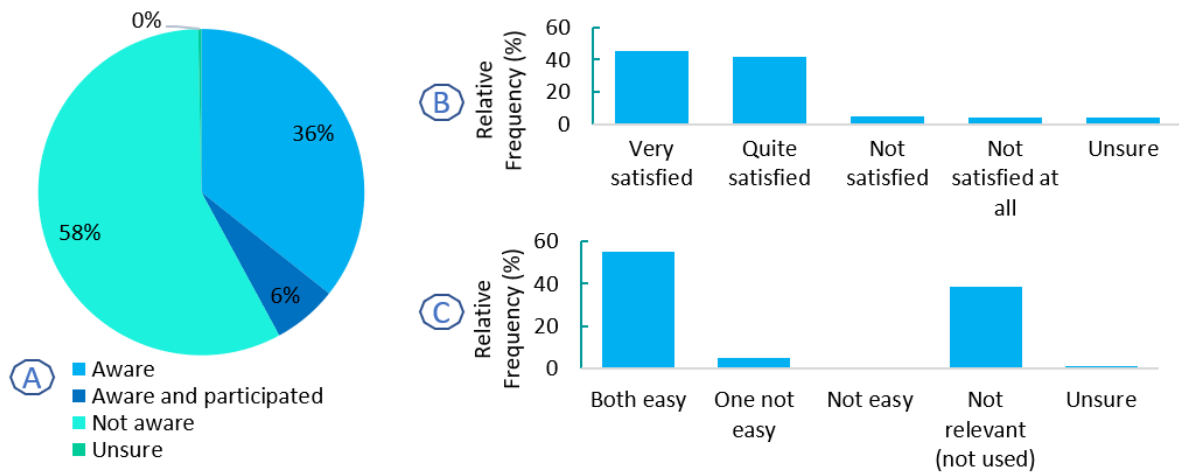 0%
36%
58%
6%
A
Aware
Aware and participated
Not aware
Unsure
B
Relative
Frequency (%)
60
40
20
0
Very
satisfied
Quite
satisfied
Not
satisfied
Not
satisfied at
all
Unsure
C
Relative
Frequency (%)
60
40
20
0
Both easy
One not
easy
Not easy
Not
relevant
(not used)
Unsure